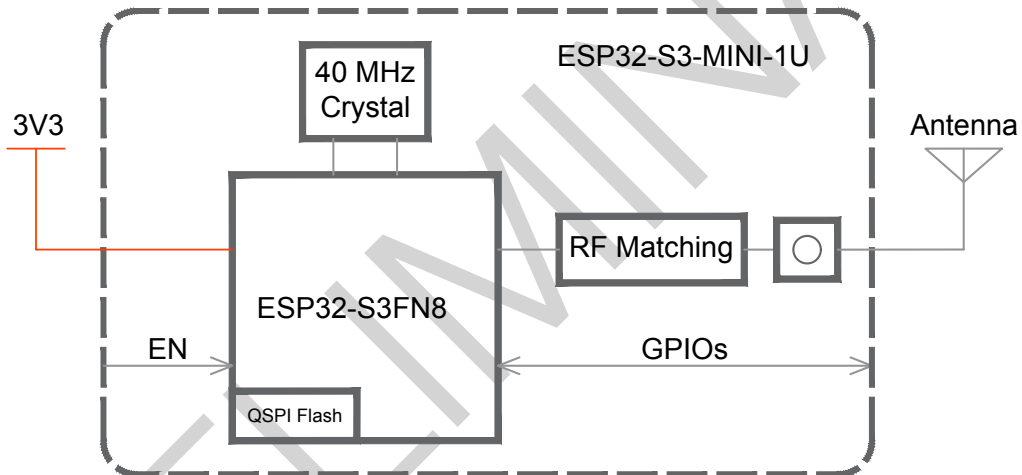 ESP32-S3-MINI-1U
40 MHz
Crystal
3V3
Antenna
RF Matching
ESP32-S3FN8
EN
GPIOs
QSPI Flash